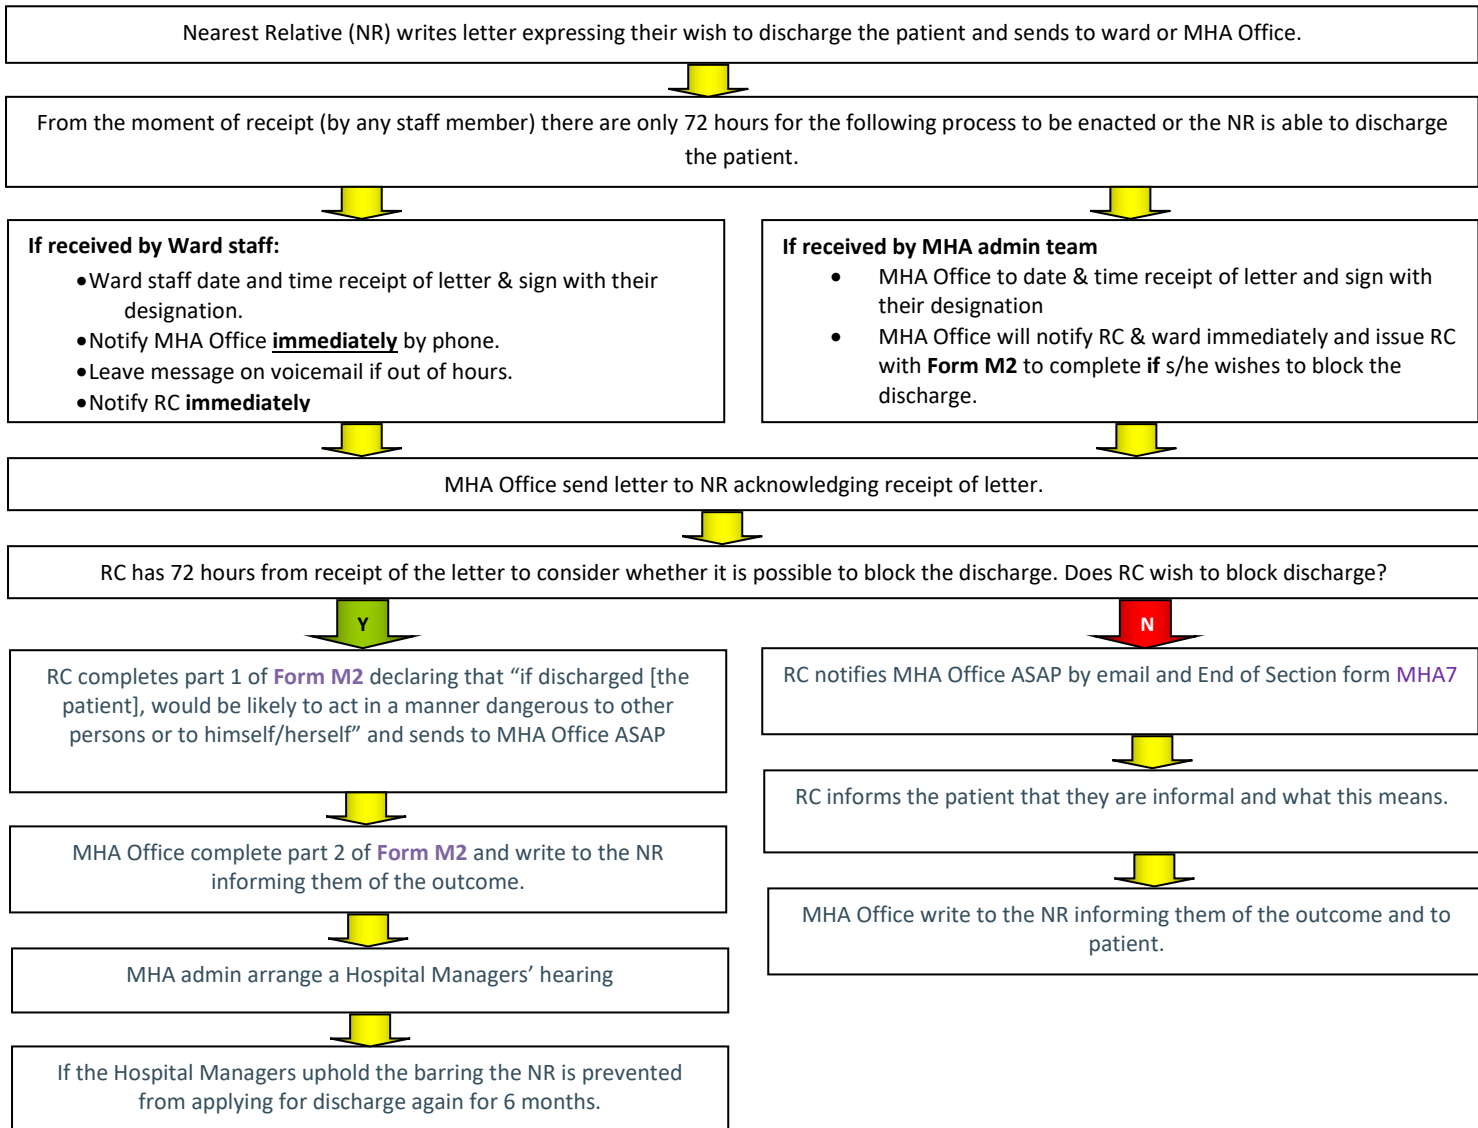 Nearest Relative (NR) writes letter expressing their wish to discharge the patient and sends to ward or MHA Office.
From the moment of receipt (by any staff member) there are only 72 hours for the following process to be enacted or the NR is able to discharge
the patient.
If received by Ward staff:
•Ward staff date and time receipt of letter & sign with their
designation.
•Notify MHA Office immediately by phone.
•Leave message on voicemail if out of hours.
•Notify RC immediately
If received by MHA admin team
• MHA Office to date & time receipt of letter and sign with
their designation
• MHA Office will notify RC & ward immediately and issue RC
with Form M2 to complete if s/he wishes to block the
discharge.
MHA Office send letter to NR acknowledging receipt of letter.
RC has 72 hours from receipt of the letter to consider whether it is possible to block the discharge. Does RC wish to block discharge?
Y
RC completes part 1 of Form M2 declaring that “if discharged [the
patient], would be likely to act in a manner dangerous to other
persons or to himself/herself” and sends to MHA Office ASAP
MHA Office complete part 2 of Form M2 and write to the NR
informing them of the outcome.
MHA admin arrange a Hospital Managers’ hearing
If the Hospital Managers uphold the barring the NR is prevented
from applying for discharge again for 6 months.
N
RC notifies MHA Office ASAP by email and End of Section form MHA7
RC informs the patient that they are informal and what this means.
MHA Office write to the NR informing them of the outcome and to
patient.